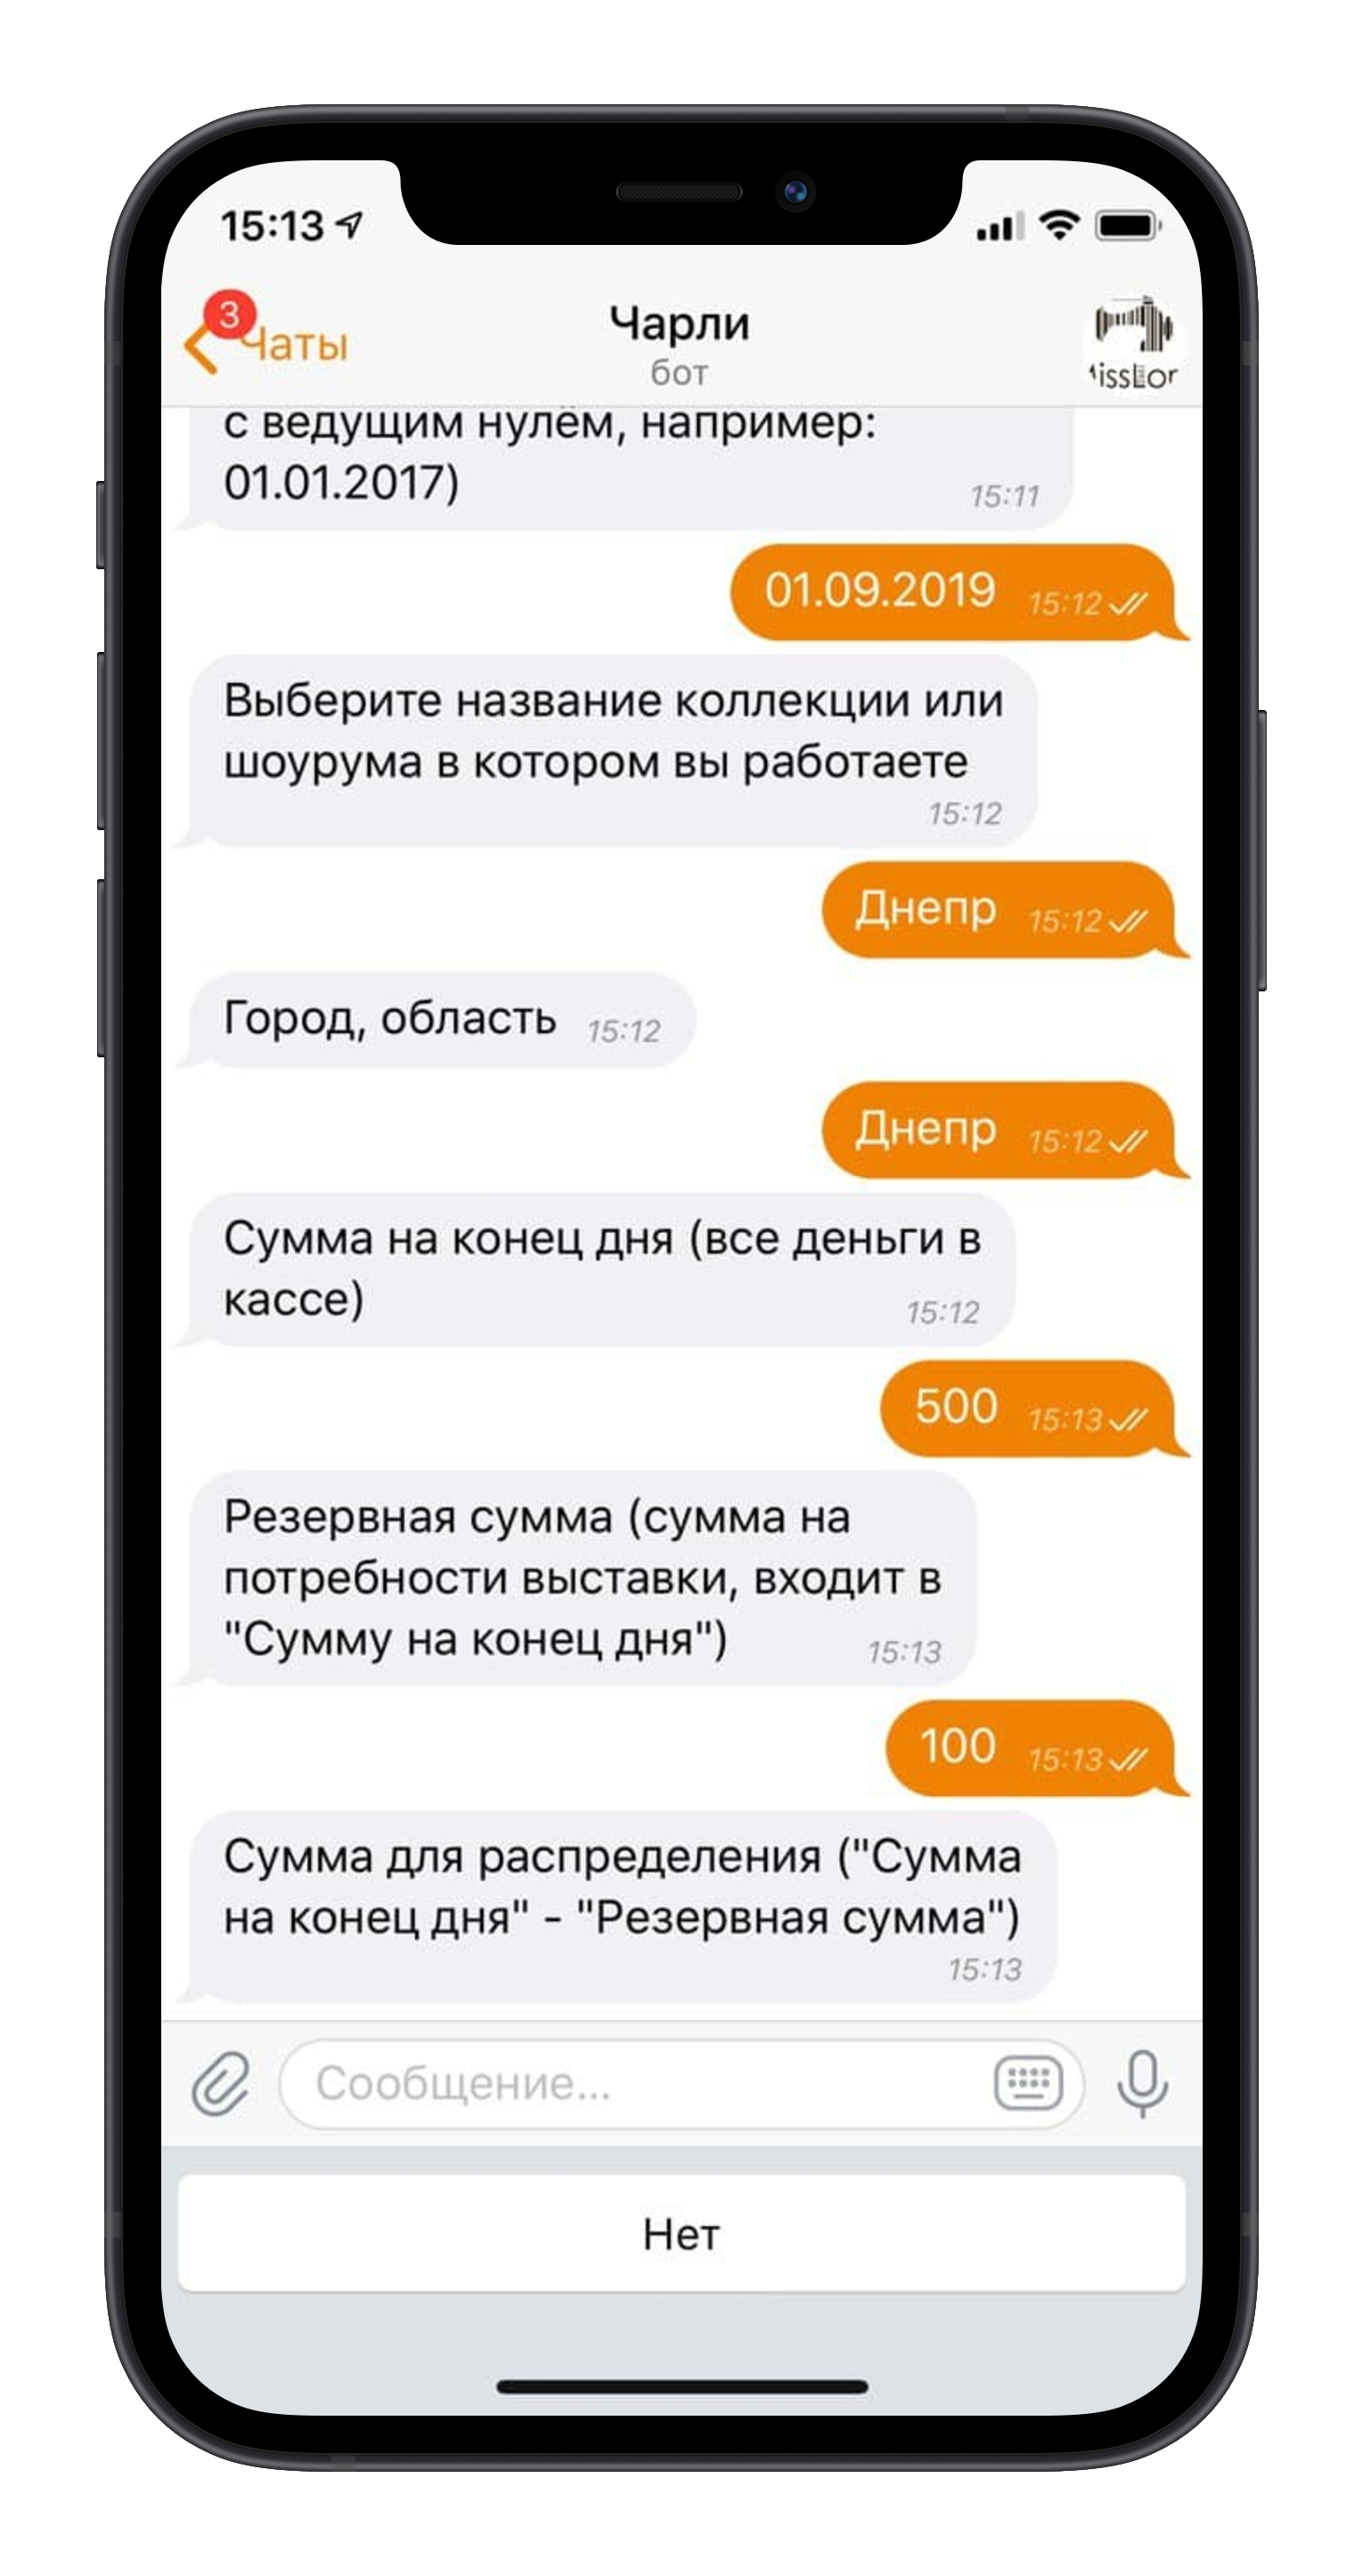 15:13
3
Чаты
Чарли
бот
с ведущим нулём, например:
01.01.2017)
15:11
01.09.2019 15:12
Выберите название коллекции или
шоурума в котором вы работаете
15:12
Днепр 15:12
Город, область 15:12
Днепр 15:12
Сумма на конец дня (все деньги в
кассе)
15:12
500 15:13
Резервная сумма (сумма на
потребности выставки, входит в
"Сумму на конец дня")
15:13
100 15:13
Сумма для распределения ("Сумма
на конец дня" - "Резервная сумма")
15:13
Сообщение...
Нет